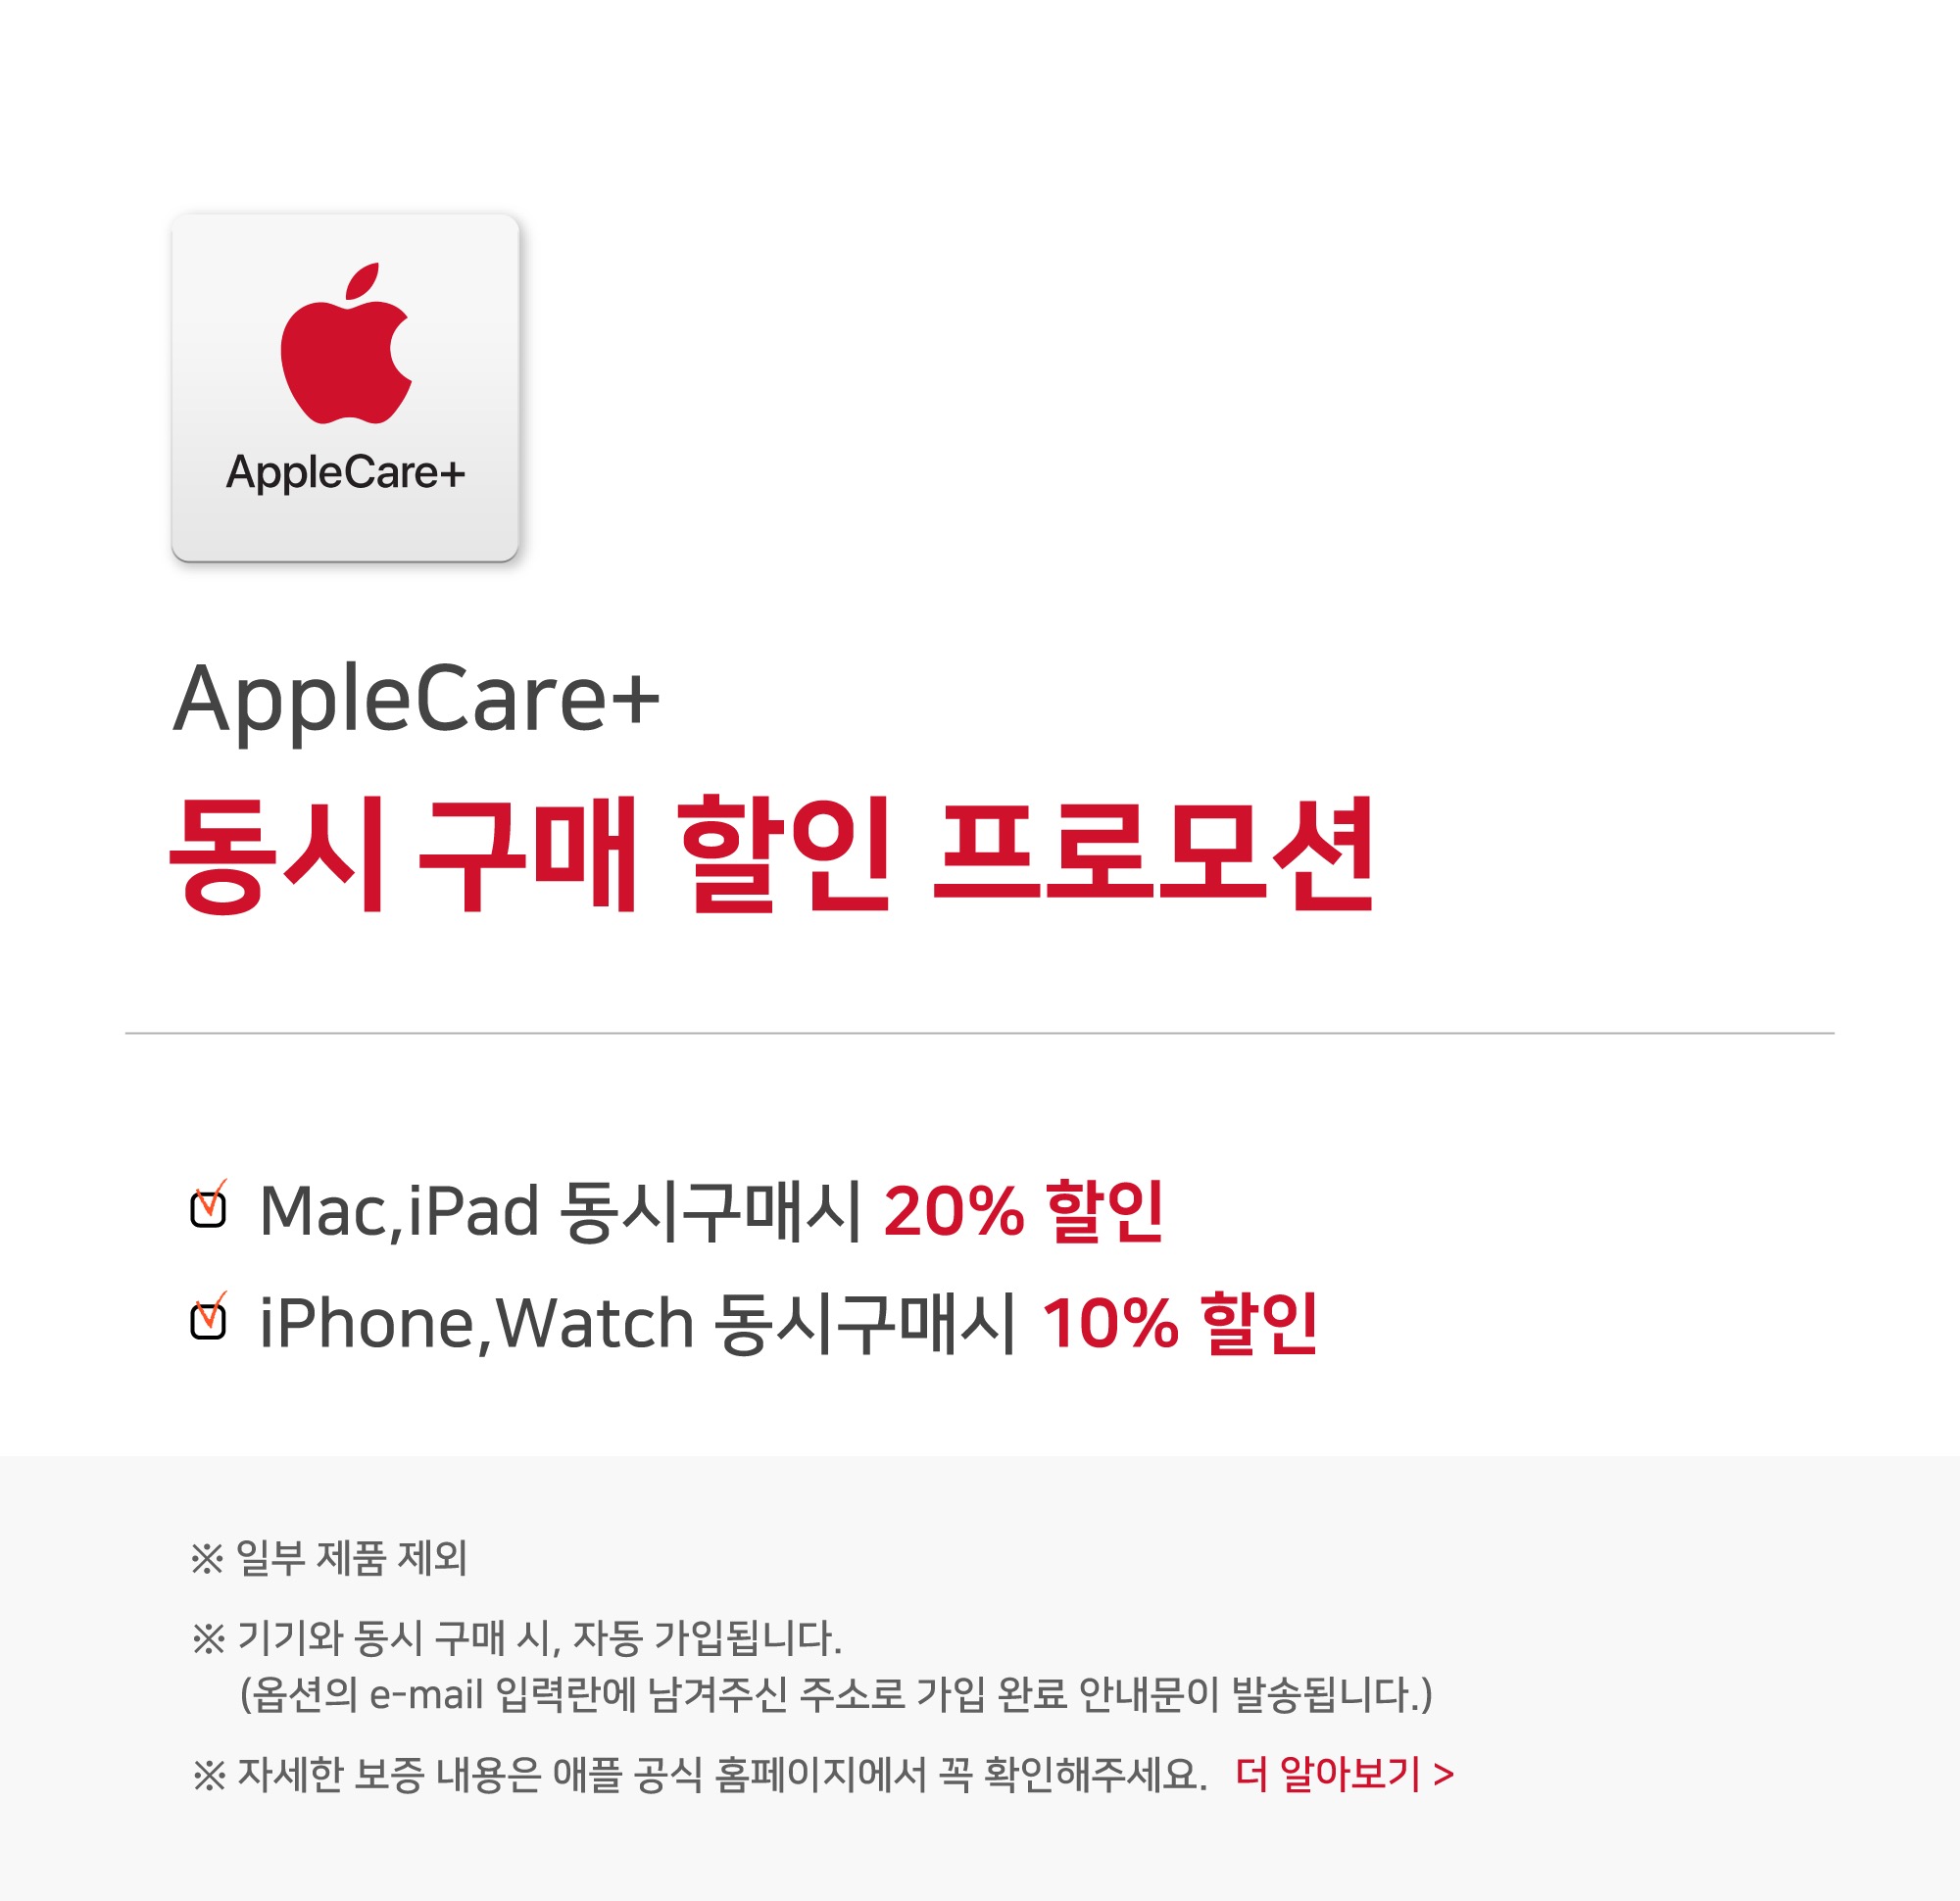 AppleCare+
AppleCare+
동시 구매 할인 프로모션
Mac,iPad 동시구매시 20% 할인
iPhone,Watch 동시구매시 10% 할인
※ 일부 제품 제외
※ 기기와 동시 구매 시, 자동 가입됩니다.
(옵션의 e-mail 입력란에 남겨주신 주소로 가입 완료 안내문이 발송됩니다.)
※ 자세한 보증 내용은 애플 공식 홈페이지에서 꼭 확인해주세요. 더 알아보기 >